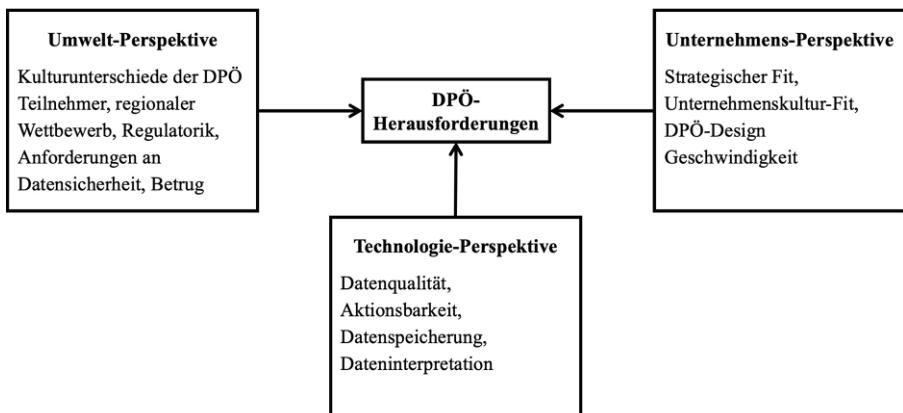 Umwelt-Perspektive
Kulturunterschiede der DPÖ
Teilnehmer, regionaler
Wettbewerb, Regulatorik,
Anforderungen an
Datensicherheit, Betrug
DPÖ-
Herausforderungen
Unternehmens-Perspektive
Strategischer Fit,
Unternehmenskultur-Fit,
DPÖ-Design
Geschwindigkeit
Technologie-Perspektive
Datenqualität,
Aktionsbarkeit,
Datenspeicherung,
Dateninterpretation